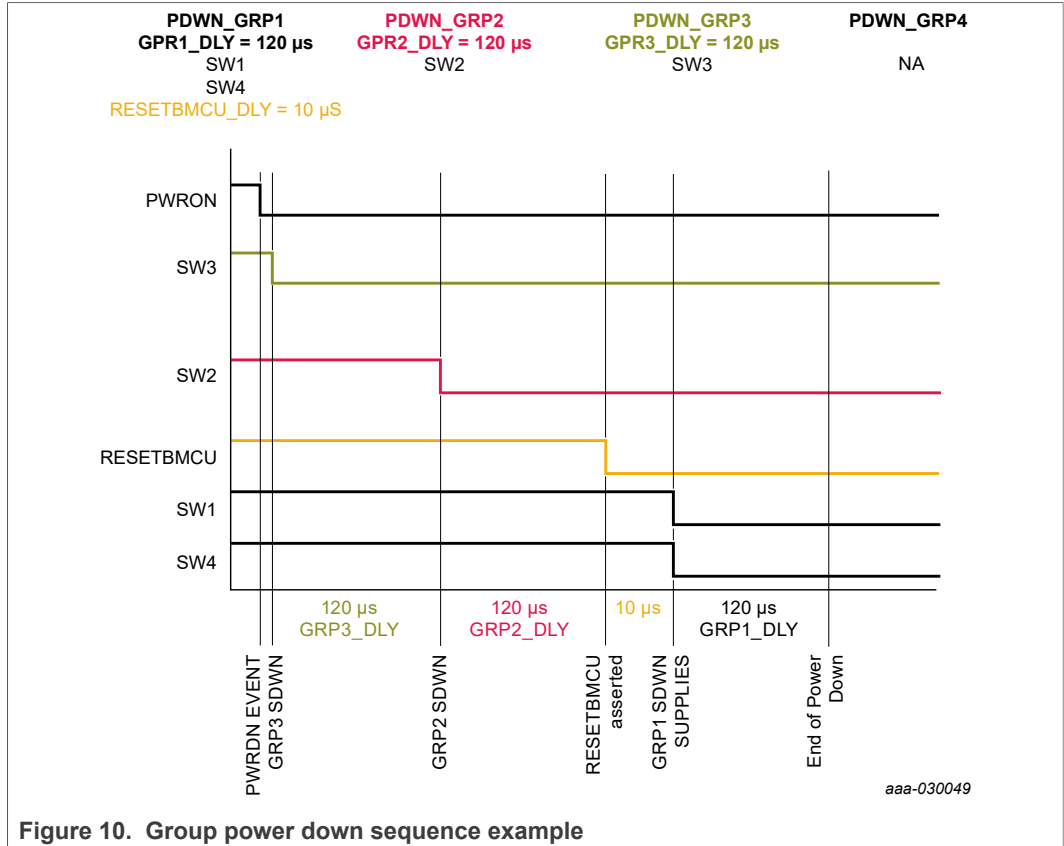 PDWN_GRP1
GPR1_DLY = 120 µs
SW1
SW4
RESETBMCU_DLY = 10 µS
PDWN_GRP2
GPR2_DLY = 120 µs
SW2
PDWN_GRP3
GPR3_DLY = 120 µs
SW3
PDWN_GRP4
NA
PWRON
SW3
SW2
RESETBMCU
SW1
SW4
120 µs
GRP3_DLY
120 µs
GRP2_DLY
10 µs
120 µs
GRP1_DLY
PWRDN EVENT
GRP3 SDWN
GRP2 SDWN
RESETBMCU
asserted
GRP1 SDWN
SUPPLIES
End of Power
Down
aaa-030049
Figure 10. Group power down sequence example